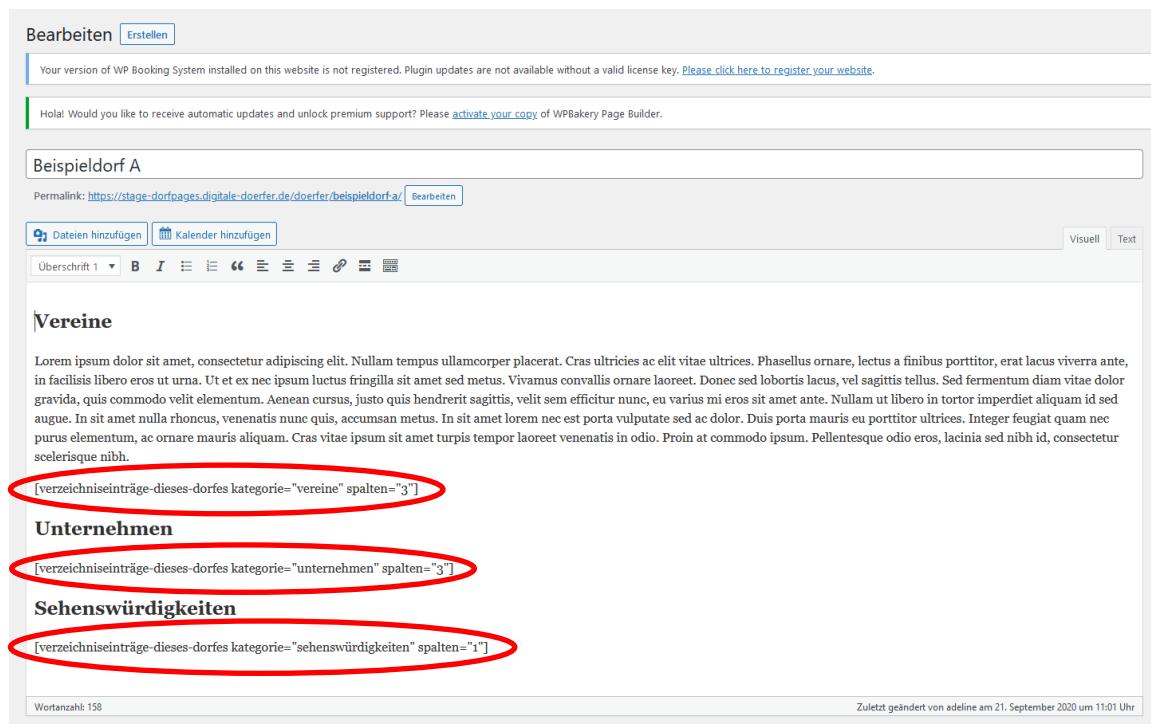 Bearbeiten Erstellen
Your version of WP Booking System installed on this website is not registered. Plugin updates are not available without a valid license key. Please click here to register your website.
Hola! Would you like to receive automatic updates and unlock premium support? Please activate your copy of WPBakery Page Builder.
Beispieldorf A
Permalink: https://stage-dorfpages.digitale-doerfer.de/doerfer/beispieldorf-a/ Bearbeiten
Dateien hinzufügen Kalender hinzufügen
Visuell Text
Überschrift 1 B I
Vereine
Lorem ipsum dolor sit amet, consectetur adipiscing elit. Nullam tempus ullamcorper placerat. Cras ultricies ac elit vitae ultrices. Phasellus ornare, lectus a finibus porttitor, erat lacus viverra ante,
in facilisis libero eros ut urna. Ut et ex nec ipsum luctus fringilla sit amet sed metus. Vivamus convallis ornare laoreet. Donec sed lobortis lacus, vel sagittis tellus. Sed fermentum diam vitae dolor
gravida, quis commodo velit elementum. Aenean cursus, justo quis hendrerit sagittis, velit sem efficitur nunc, eu varius mi eros sit amet ante. Nullam ut libero in tortor imperdiet aliquam id sed
augue. In sit amet nulla rhoncus, venenatis nunc quis, accumsan metus. In sit amet lorem nec est porta vulputate sed ac dolor. Duis porta mauris eu porttitor ultrices. Integer feugiat quam nec
purus elementum, ac ornare mauris aliquam. Cras vitae ipsum sit amet turpis tempor laoreet venenatis in odio. Proin at commodo ipsum. Pellentesque odio eros, lacinia sed nibh id, consectetur
scelerisque nibh.
[verzeichniseinträge-dieses-dorfes kategorie="vereine" spalten="3"]
Unternehmen
[verzeichniseinträge-dieses-dorfes kategorie="unternehmen" spalten="3"]
Sehenswürdigkeiten
[verzeichniseinträge-dieses-dorfes kategorie="sehenswürdigkeiten" spalten="1"]
Wortanzahl: 158 Zuletzt geändert von adeline am 21. September 2020 um 11:01 Uhr